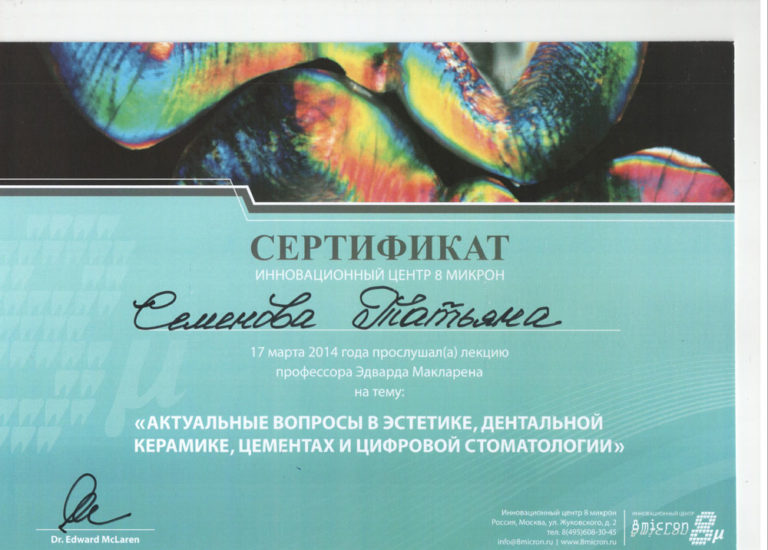 СЕРТИФИКАТ
ИННОВАЦИОННЫЙ ЦЕНТР 8 МИКРОН
Семенова Татьяна
17 марта 2014 года прослушал(а) лекцию
профессора Эдварда Макларена
на тему:
«АКТУАЛЬНЫЕ ВОПРОСЫ В ЭСТЕТИКЕ, ДЕНТАЛЬНОЙ
КЕРАМИКЕ, ЦЕМЕНТАХ И ЦИФРОВОЙ СТОМАТОЛОГИИ»
Dr. Edward McLaren
Инновационный центр 8 микрон
Россия, Москва, ул. Жуковского, д. 2
тел. 8(495)608-30-45
info@8micron.ru | www.8micron.ru
ИННОВАЦИОННЫЙ ЦЕНТР
8micron
8μ